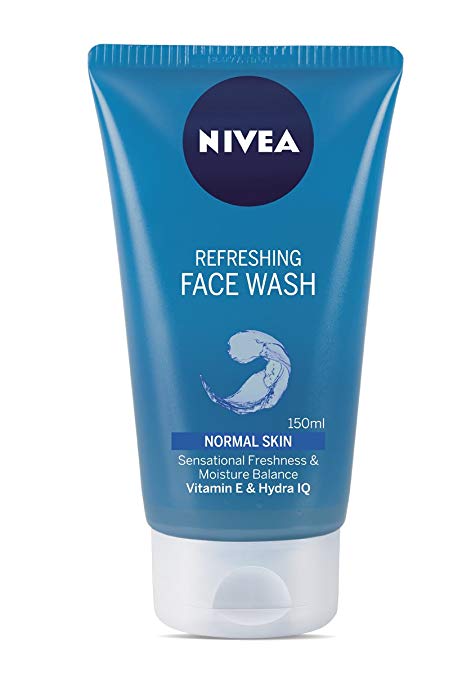 NIVEA
REFRESHING
FACE WASH
150ml
NORMAL SKIN
Sensational Freshness &
Moisture Balance
Vitamin E & Hydra IQ